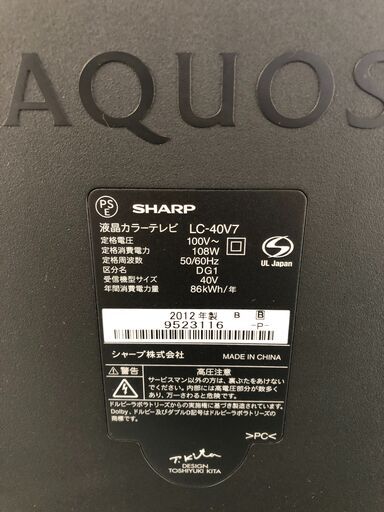 AQUOS
PS
E
SHARP
液晶カラーテレビ LC-40V7
定格電圧 100V~
定格消費電力 108W
定格周波数 50/60Hz
区分名 DG1
受信機型サイズ 40V
年間消費電力量 86kWh/年
UL Japan
2012年製 B B
9523116 -P-
シャープ株式会社 MADE IN CHINA
警告 高圧注意
サービスマン以外の方は、裏ぶたをあけないでください。内部には高電圧部分が数多くあり、万一さわると危険です。
ドルビーラボラトリーズからの実施権に基づき製造されています。
Dolby、ドルビー及びダブルD記号はドルビーラボラトリーズの商標です。
>PC<
T. Kita
DESIGN
TOSHIYUKI KITA